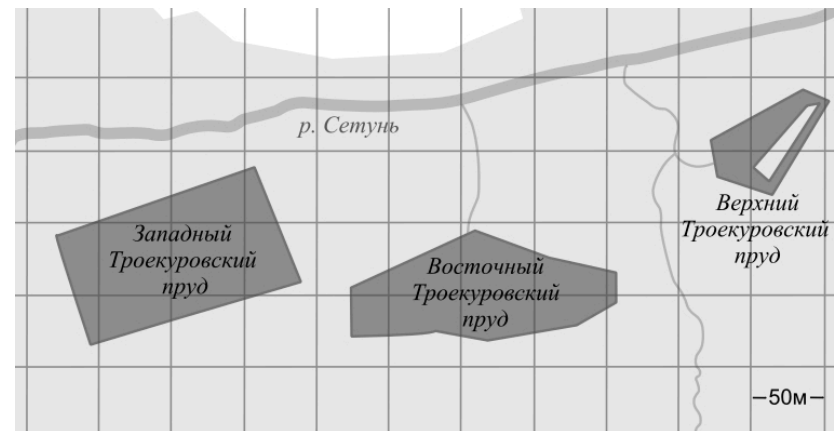 р. Сетунь
Западный
Троекуровский
пруд
Восточный
Троекуровский
пруд
Верхний
Троекуровский
пруд
50м